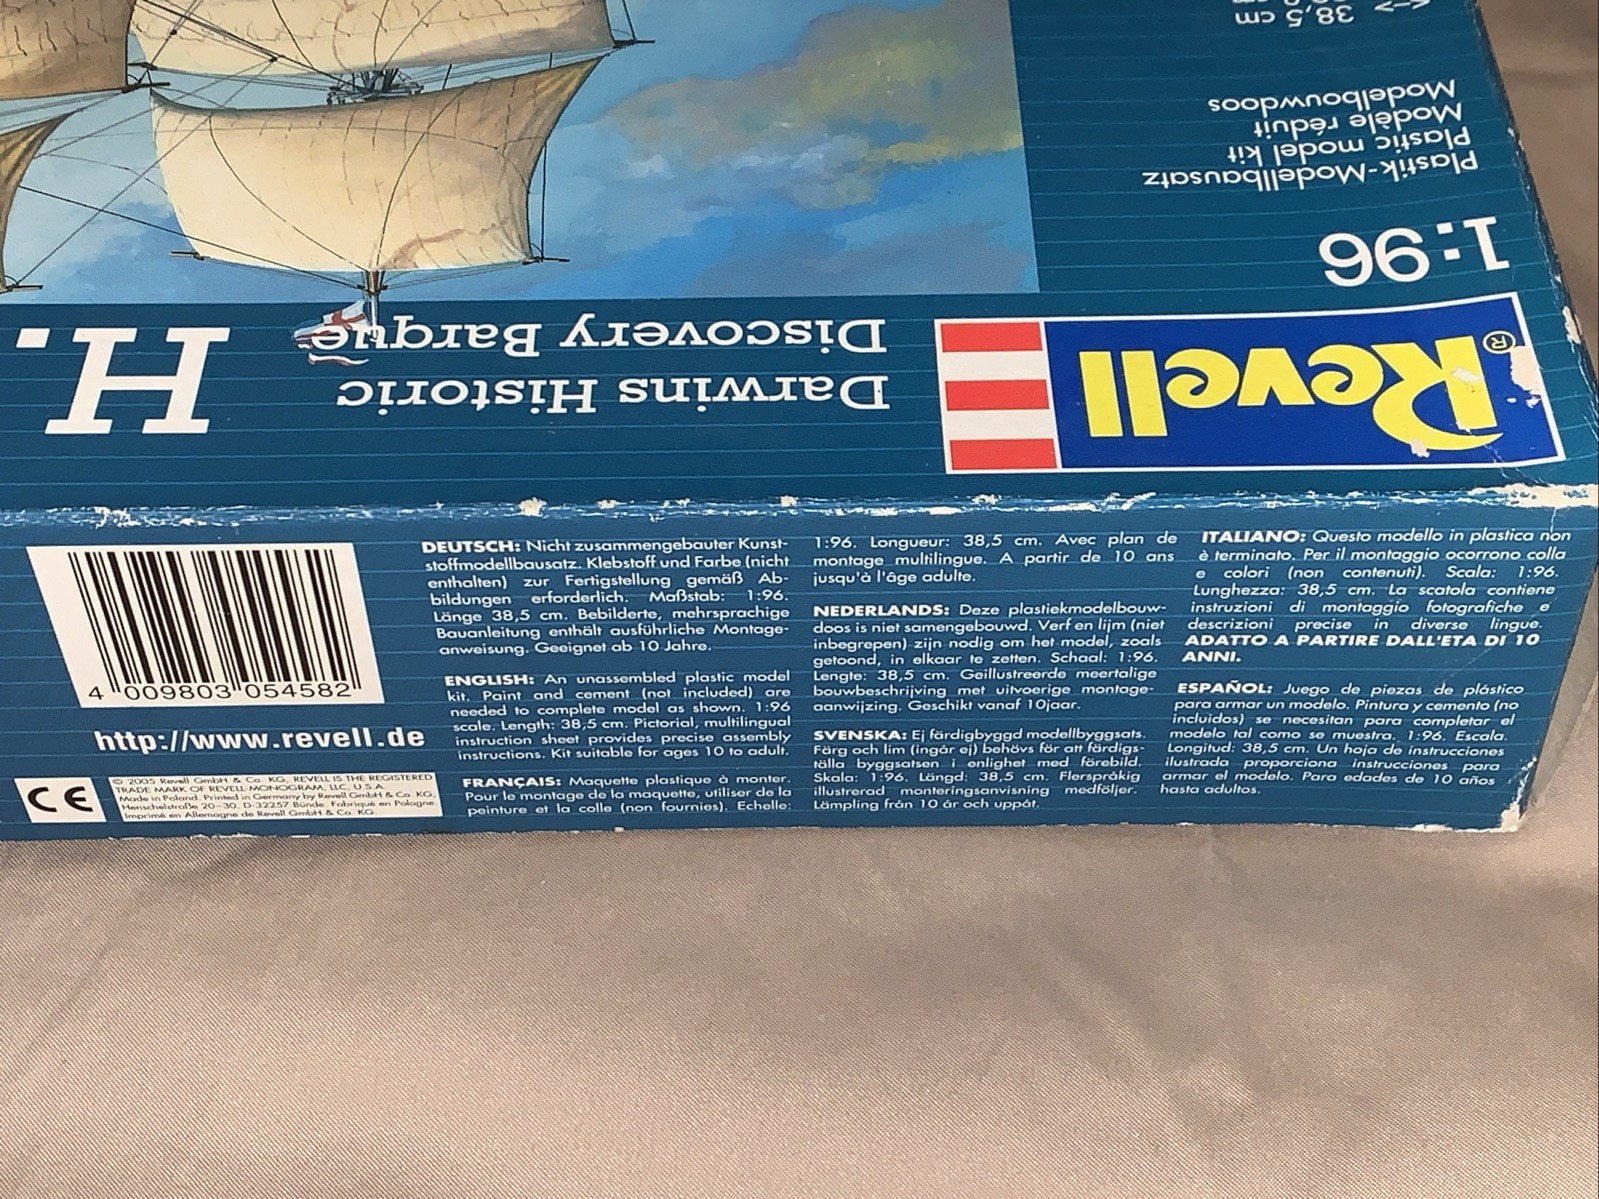 <-> 38,5 cm
Plastik-Modellbausatz
Plastic model kit
Modèle réduit
Modelbouwdoos
1:96
Revell®
Darwins Historic
Discovery Barque
H.
4 009803 054582
http://www.revell.de
CE
© 2005 Revell GmbH & Co. KG, REVELL IS THE REGISTERED
TRADE MARK OF REVELL-MONOGRAM, LLC, U.S.A.
Made in Poland. Printed in Germany by Revell GmbH & Co. KG,
Henschelstraße 20-30, D-32257 Bünde. Fabriqué en Pologne.
Imprimé en Allemagne de Revell GmbH & Co. KG.
DEUTSCH: Nicht zusammengebauter Kunst-
stoffmodellbausatz. Klebstoff und Farbe (nicht
enthalten) zur Fertigstellung gemäß Ab-
bildungen erforderlich. Maßstab: 1:96.
Länge 38,5 cm. Bebilderte, mehrsprachige
Bauanleitung enthält ausführliche Montage-
anweisung. Geeignet ab 10 Jahre.
ENGLISH: An unassembled plastic model
kit. Paint and cement (not included) are
needed to complete model as shown. 1:96
scale. Length: 38,5 cm. Pictorial, multilingual
instruction sheet provides precise assembly
instructions. Kit suitable for ages 10 to adult.
FRANÇAIS: Maquette plastique à monter.
Pour le montage de la maquette, utiliser de la
peinture et la colle (non fournies). Echelle:
1:96. Longueur: 38,5 cm. Avec plan de
montage multilingue. A partir de 10 ans
jusqu'à l'âge adulte.
NEDERLANDS: Deze plastiekmodelbouw-
doos is niet samengebouwd. Verf en lijm (niet
inbegrepen) zijn nodig om het model, zoals
getoond, in elkaar te zetten. Schaal: 1:96.
Lengte: 38,5 cm. Geillustreerde meertalige
bouwbeschrijving met uitvoerige montage-
aanwijzing. Geschikt vanaf 10jaar.
SVENSKA: Ej färdigbyggd modellbyggsats.
Färg och lim (ingår ej) behövs för att färdigs-
tälla byggsatsen i enlighet med förebild.
Skala: 1:96. Längd: 38,5 cm. Flerspråkig
illustrerad monteringsanvisning medföljer.
Lämpling från 10 år och uppåt.
ITALIANO: Questo modello in plastica non
è terminato. Per il montaggio ocorrono colla
e colori (non contenuti). Scala: 1:96.
Lunghezza: 38,5 cm. La scatola contiene
instruzioni di montaggio fotografiche e
descrizioni precise in diverse lingue.
ADATTO A PARTIRE DALL'ETA DI 10
ANNI.
ESPAÑOL: Juego de piezas de plástico
para armar un modelo. Pintura y cemento (no
incluidos) se necesitan para completar el
modelo tal como se muestra. 1:96. Escala.
Longitud: 38,5 cm. Un hoja de instrucciones
ilustrada proporciona instrucciones para
armar el modelo. Para edades de 10 años
hasta adultos.